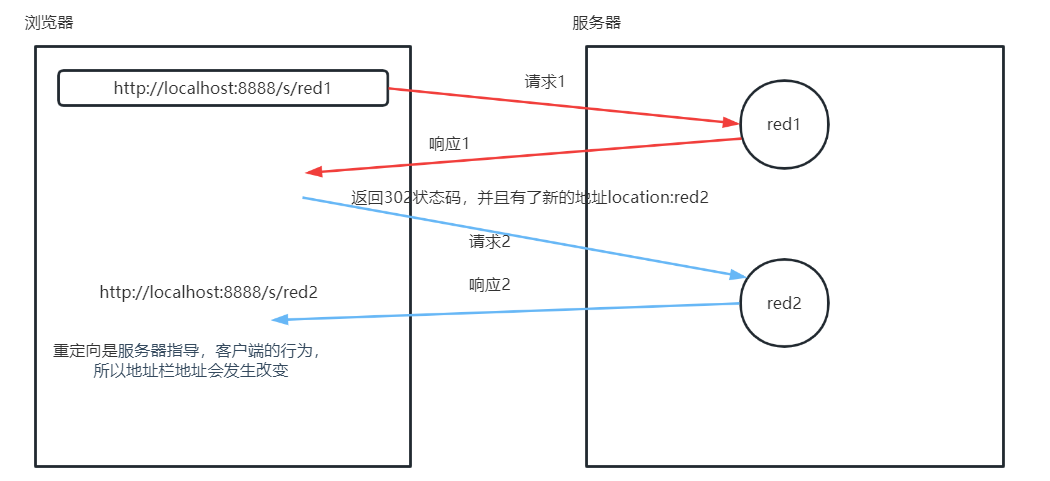 浏览器
服务器
http://localhost:8888/s/red1
请求1
red1
响应1
返回302状态码，并且有了新的地址location:red2
请求2
响应2
http://localhost:8888/s/red2
red2
重定向是服务器指导，客户端的行为，
所以地址栏地址会发生改变